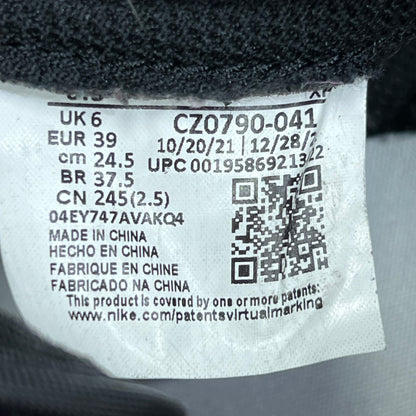 UK 6
EUR 39
cm 24.5
BR 37.5
CN 245(2.5)
04EY747AVAKQ4
CZ0790-041
10/20/21 | 12/28/2
UPC 00195869213
MADE IN CHINA
HECHO EN CHINA
FABRIQUE EN CHINE
FABRICADO NA CHINA
This product is covered by one or more patents:
www.nike.com/patentsvirtualmarking